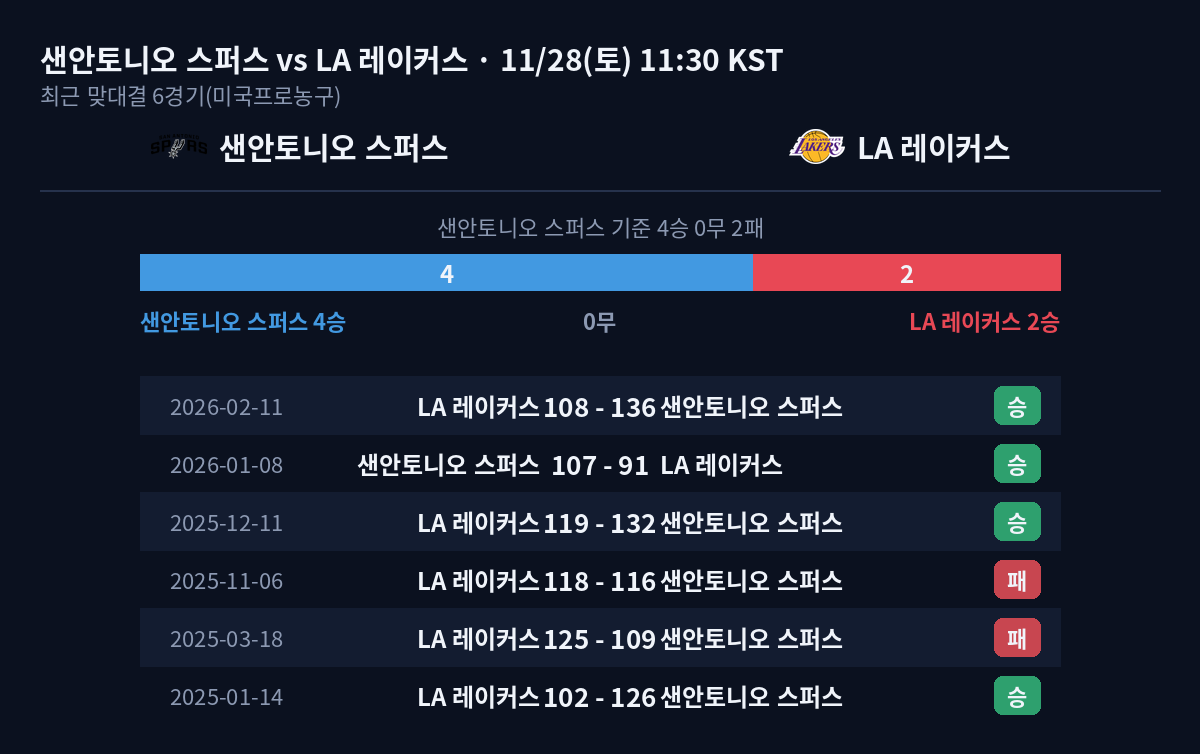 샌안토니오 스퍼스 vs LA 레이커스 · 11/28(토) 11:30 KST
최근 맞대결 6경기(미국프로농구)
SPURS 샌안토니오 스퍼스
LOS ANGELES LAKERS LA 레이커스
샌안토니오 스퍼스 기준 4승 0무 2패
4 2
샌안토니오 스퍼스 4승 0무 LA 레이커스 2승
2026-02-11 LA 레이커스 108 - 136 샌안토니오 스퍼스 승
2026-01-08 샌안토니오 스퍼스 107 - 91 LA 레이커스 승
2025-12-11 LA 레이커스 119 - 132 샌안토니오 스퍼스 승
2025-11-06 LA 레이커스 118 - 116 샌안토니오 스퍼스 패
2025-03-18 LA 레이커스 125 - 109 샌안토니오 스퍼스 패
2025-01-14 LA 레이커스 102 - 126 샌안토니오 스퍼스 승